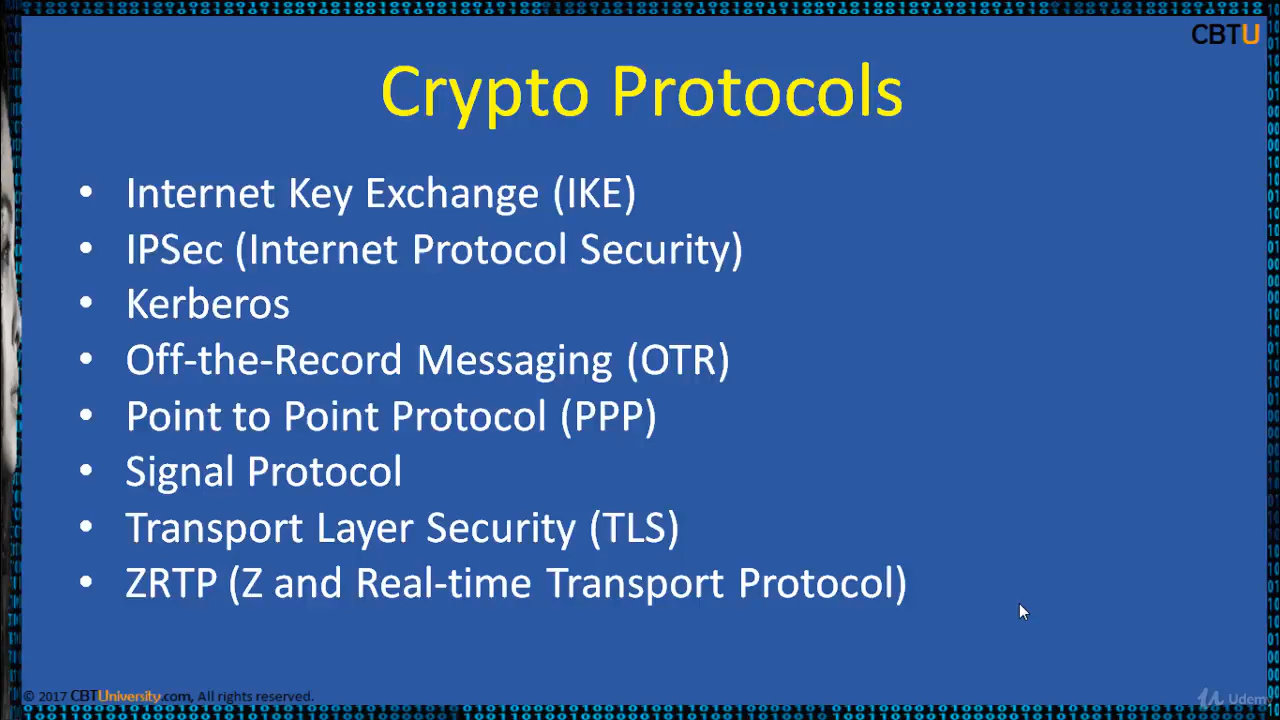 CBTU
Crypto Protocols
• Internet Key Exchange (IKE)
• IPSec (Internet Protocol Security)
• Kerberos
• Off-the-Record Messaging (OTR)
• Point to Point Protocol (PPP)
• Signal Protocol
• Transport Layer Security (TLS)
• ZRTP (Z and Real-time Transport Protocol)
© 2017 CBTUniversity.com, All rights reserved.
Udemy